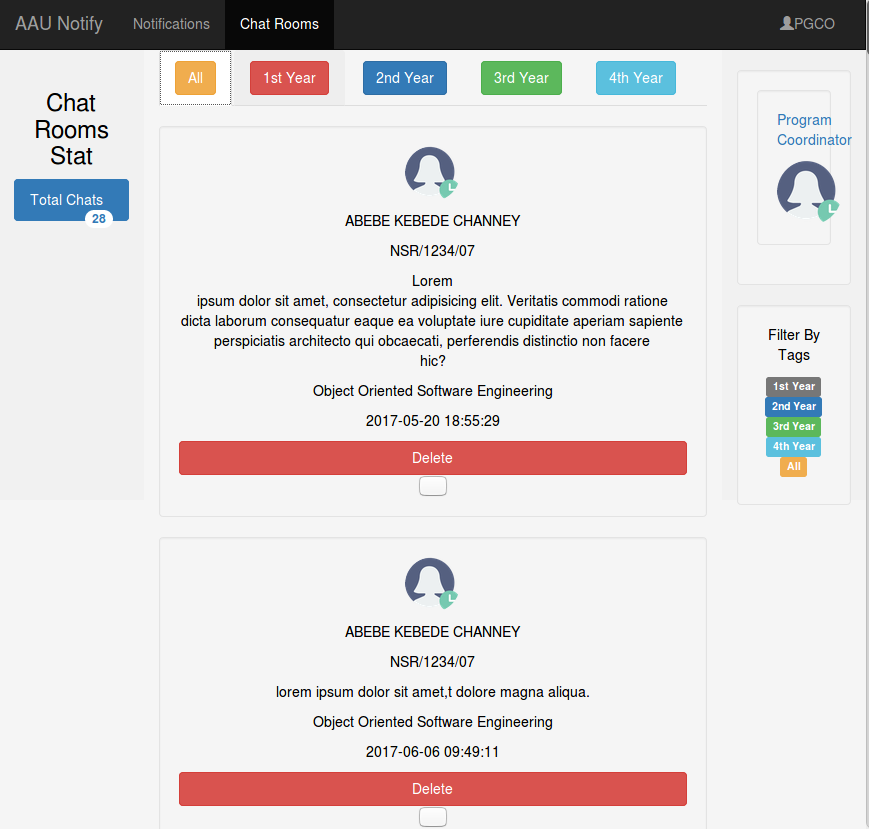 AAU Notify Notifications Chat Rooms PGCO
All 1st Year 2nd Year 3rd Year 4th Year
Chat
Rooms
Stat
Total Chats
28
ABEBE KEBEDE CHANNEY
NSR/1234/07
Lorem
ipsum dolor sit amet, consectetur adipisicing elit. Veritatis commodi ratione
dicta laborum consequatur eaque ea voluptate iure cupiditate aperiam sapiente
perspiciatis architecto qui obcaecati, perferendis distinctio non facere
hic?
Object Oriented Software Engineering
2017-05-20 18:55:29
Delete
ABEBE KEBEDE CHANNEY
NSR/1234/07
lorem ipsum dolor sit amet,t dolore magna aliqua.
Object Oriented Software Engineering
2017-06-06 09:49:11
Delete
Program
Coordinator
Filter By
Tags
1st Year
2nd Year
3rd Year
4th Year
All